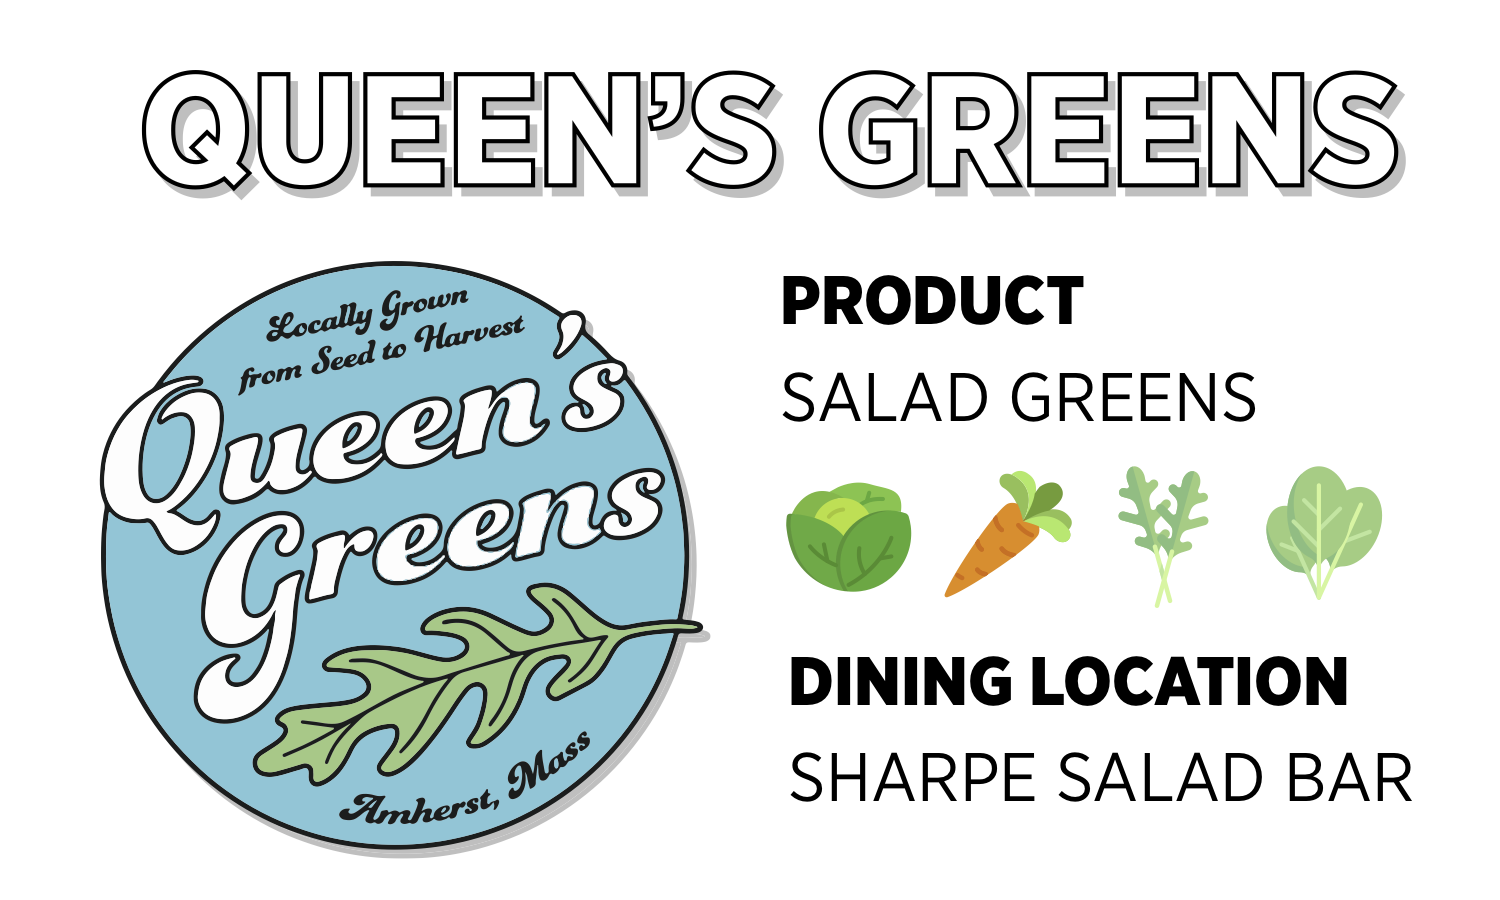 QUEEN'S GREENS
Locally Grown
from Seed to Harvest
Queen's
Greens
Amherst, Mass
PRODUCT
SALAD GREENS
DINING LOCATION
SHARPE SALAD BAR